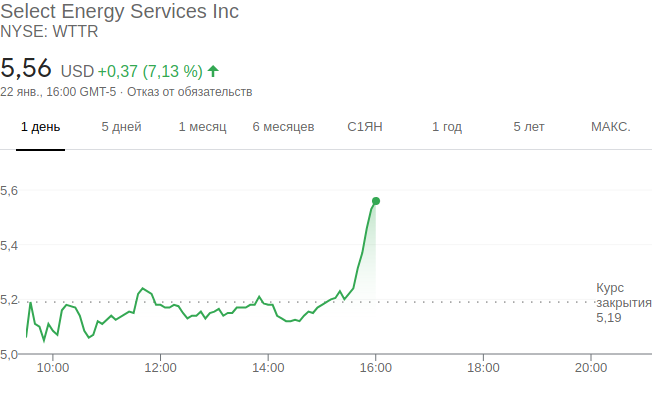 Select Energy Services Inc
NYSE: WTTR
5,56 USD +0,37 (7,13 %)
22 янв., 16:00 GMT-5 · Отказ от обязательств
1 день 5 дней 1 месяц 6 месяцев С1ЯН 1 год 5 лет МАКС.
5,6
5,4
5,2
Курс
закрытия
5,19
5,0
10:00 12:00 14:00 16:00 18:00 20:00